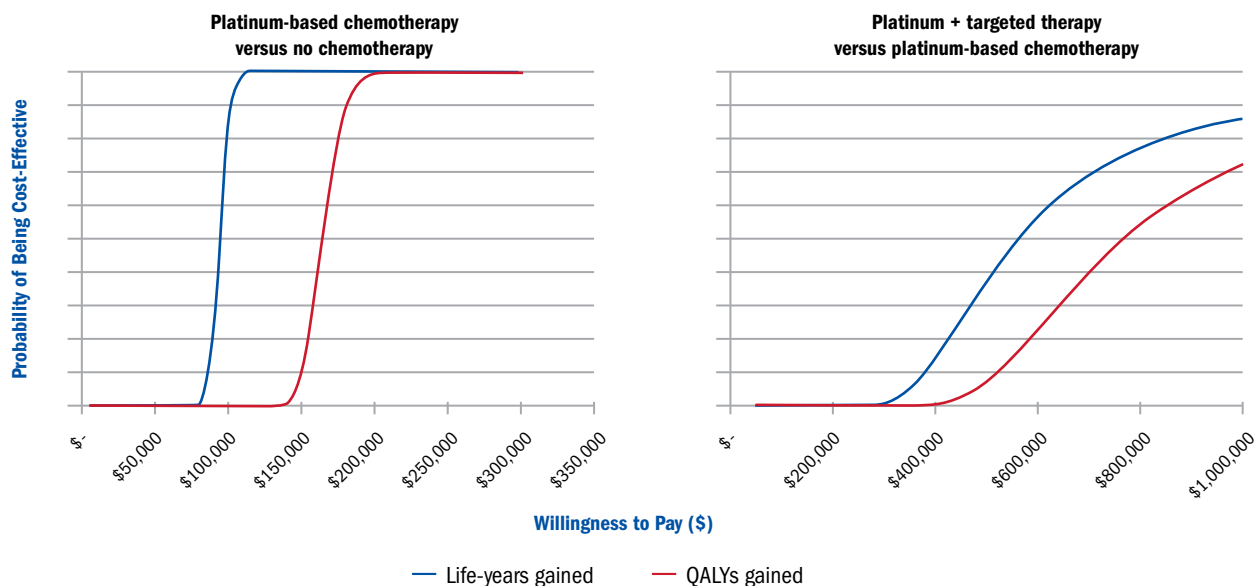 Platinum-based chemotherapy
versus no chemotherapy
Platinum + targeted therapy
versus platinum-based chemotherapy
Probability of Being Cost-Effective
$-
$50,000
$100,000
$150,000
$200,000
$250,000
$300,000
$350,000
$-
$200,000
$400,000
$600,000
$800,000
$1,000,000
Willingness to Pay ($)
Life-years gained
QALYs gained